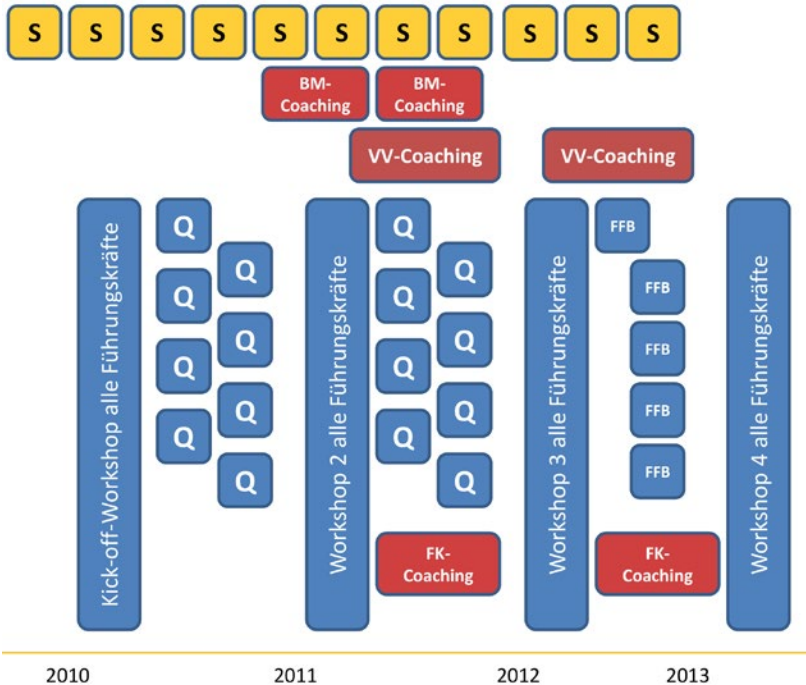 S S S S S S S S S S S
BM-
Coaching
BM-
Coaching
VV-Coaching
VV-Coaching
Kick-off-Workshop alle Führungskräfte
Q
Q
Q
Q
Q
Q
Q
Q
Workshop 2 alle Führungskräfte
Q
Q
Q
Q
Q
Q
Q
Q
FK-
Coaching
Workshop 3 alle Führungskräfte
FFB
FFB
FFB
FFB
FFB
FK-
Coaching
Workshop 4 alle Führungskräfte
2010 2011 2012 2013